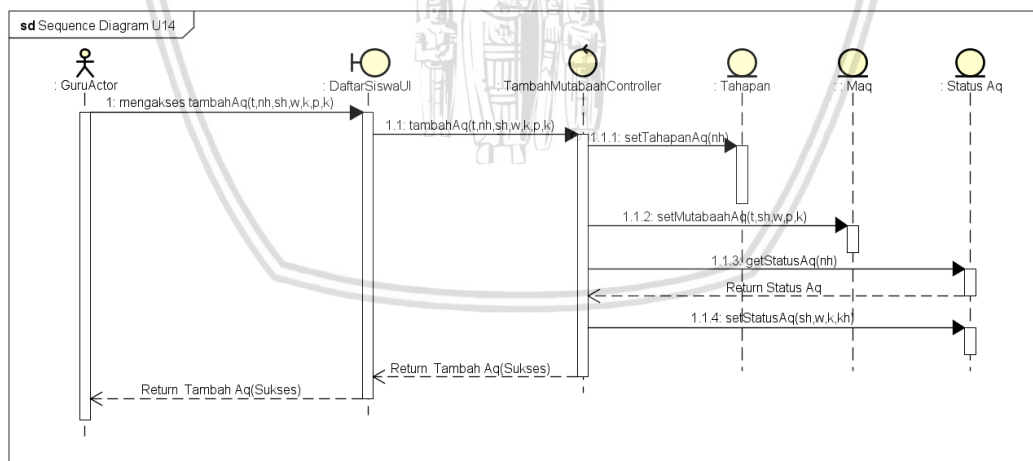 sd Sequence Diagram U14
: GuruActor
: DaftarSiswaUI
: TambahMutabaahController
: Tahapan
: : Maq
: Status Aq
1: mengakses tambahAq(t,nh,sh,w,k,p,k)
1.1: tambahAq(t,nh,sh,w,k,p,k)
1.1.1: setTahapanAq(nh)
1.1.2: setMutabaahAq(t,sh,w,p,k)
1.1.3: getStatusAq(nh)
Return Status Aq
1.1.4: setStatusAq(sh,w,k,kh)
Return Tambah Aq(Sukses)
Return Tambah Aq(Sukses)